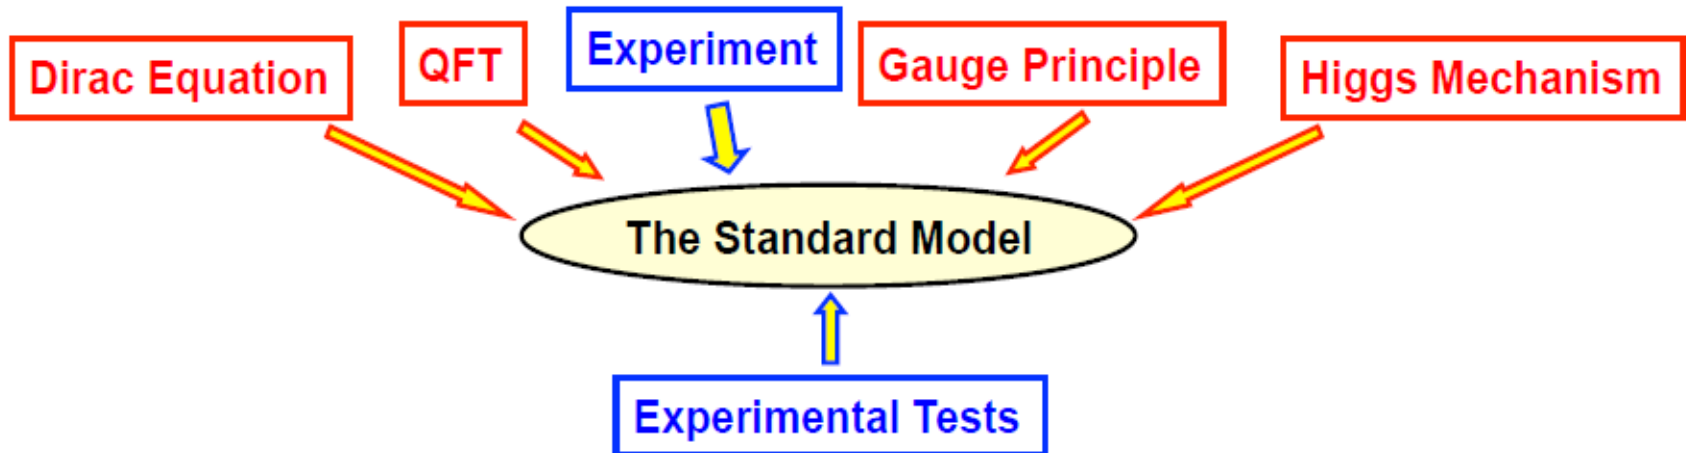 Dirac Equation
QFT
Experiment
Gauge Principle
Higgs Mechanism
The Standard Model
Experimental Tests